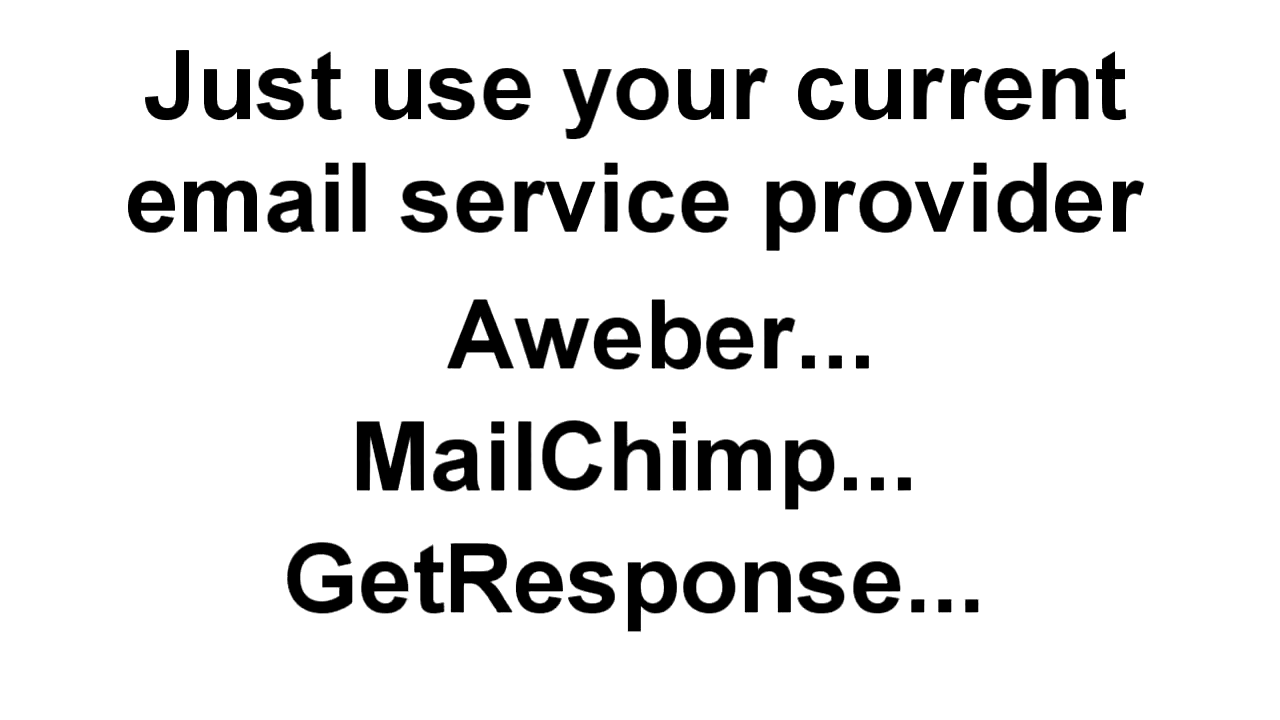 Just use your current
email service provider
Aweber...
MailChimp...
GetResponse...